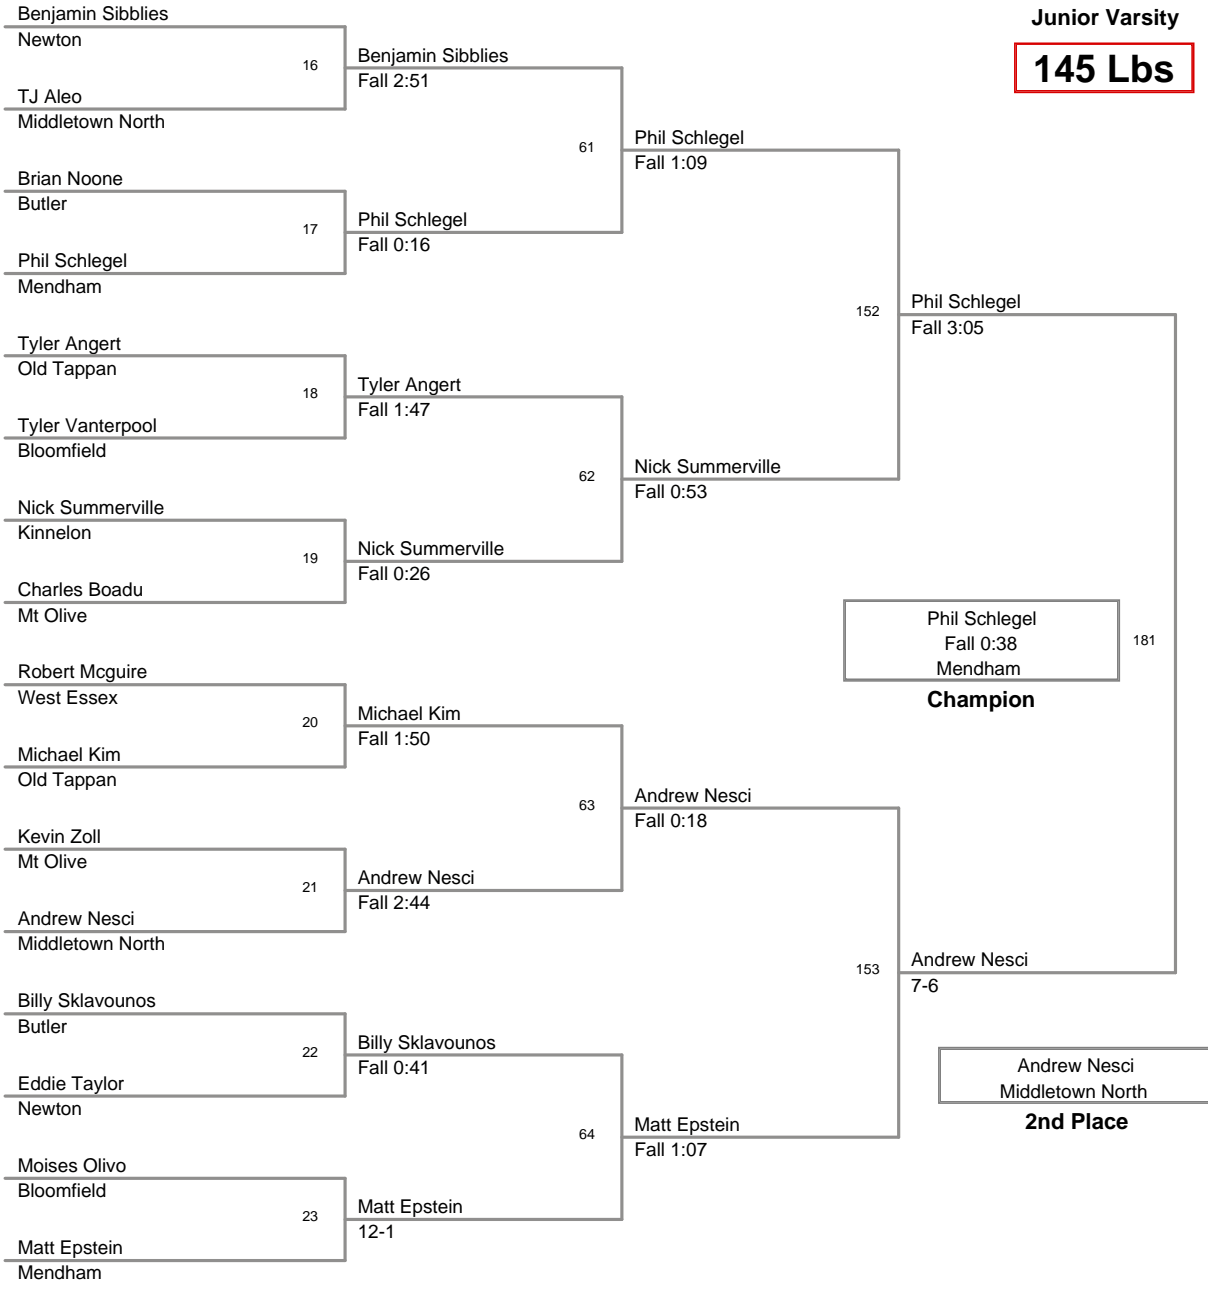 Junior Varsity
145 Lbs
Benjamin Sibblies
Newton
16
TJ Aleo
Middletown North
Brian Noone
Butler
17
Phil Schlegel
Mendham
Tyler Angert
Old Tappan
18
Tyler Vanterpool
Bloomfield
Nick Summerville
Kinnelon
19
Charles Boadu
Mt Olive
Robert Mcguire
West Essex
20
Michael Kim
Old Tappan
Kevin Zoll
Mt Olive
21
Andrew Nesci
Middletown North
Billy Sklavounos
Butler
22
Eddie Taylor
Newton
Moises Olivo
Bloomfield
23
Matt Epstein
Mendham
Benjamin Sibblies
Fall 2:51
61
Phil Schlegel
Fall 0:16
Tyler Angert
Fall 1:47
62
Nick Summerville
Fall 0:26
Michael Kim
Fall 1:50
63
Andrew Nesci
Fall 2:44
Billy Sklavounos
Fall 0:41
64
Matt Epstein
12-1
Phil Schlegel
Fall 1:09
152
Nick Summerville
Fall 0:53
Andrew Nesci
Fall 0:18
153
Matt Epstein
Fall 1:07
Phil Schlegel
Fall 3:05
181
Andrew Nesci
7-6
Phil Schlegel
Fall 0:38
Mendham
Champion
Andrew Nesci
Middletown North
2nd Place